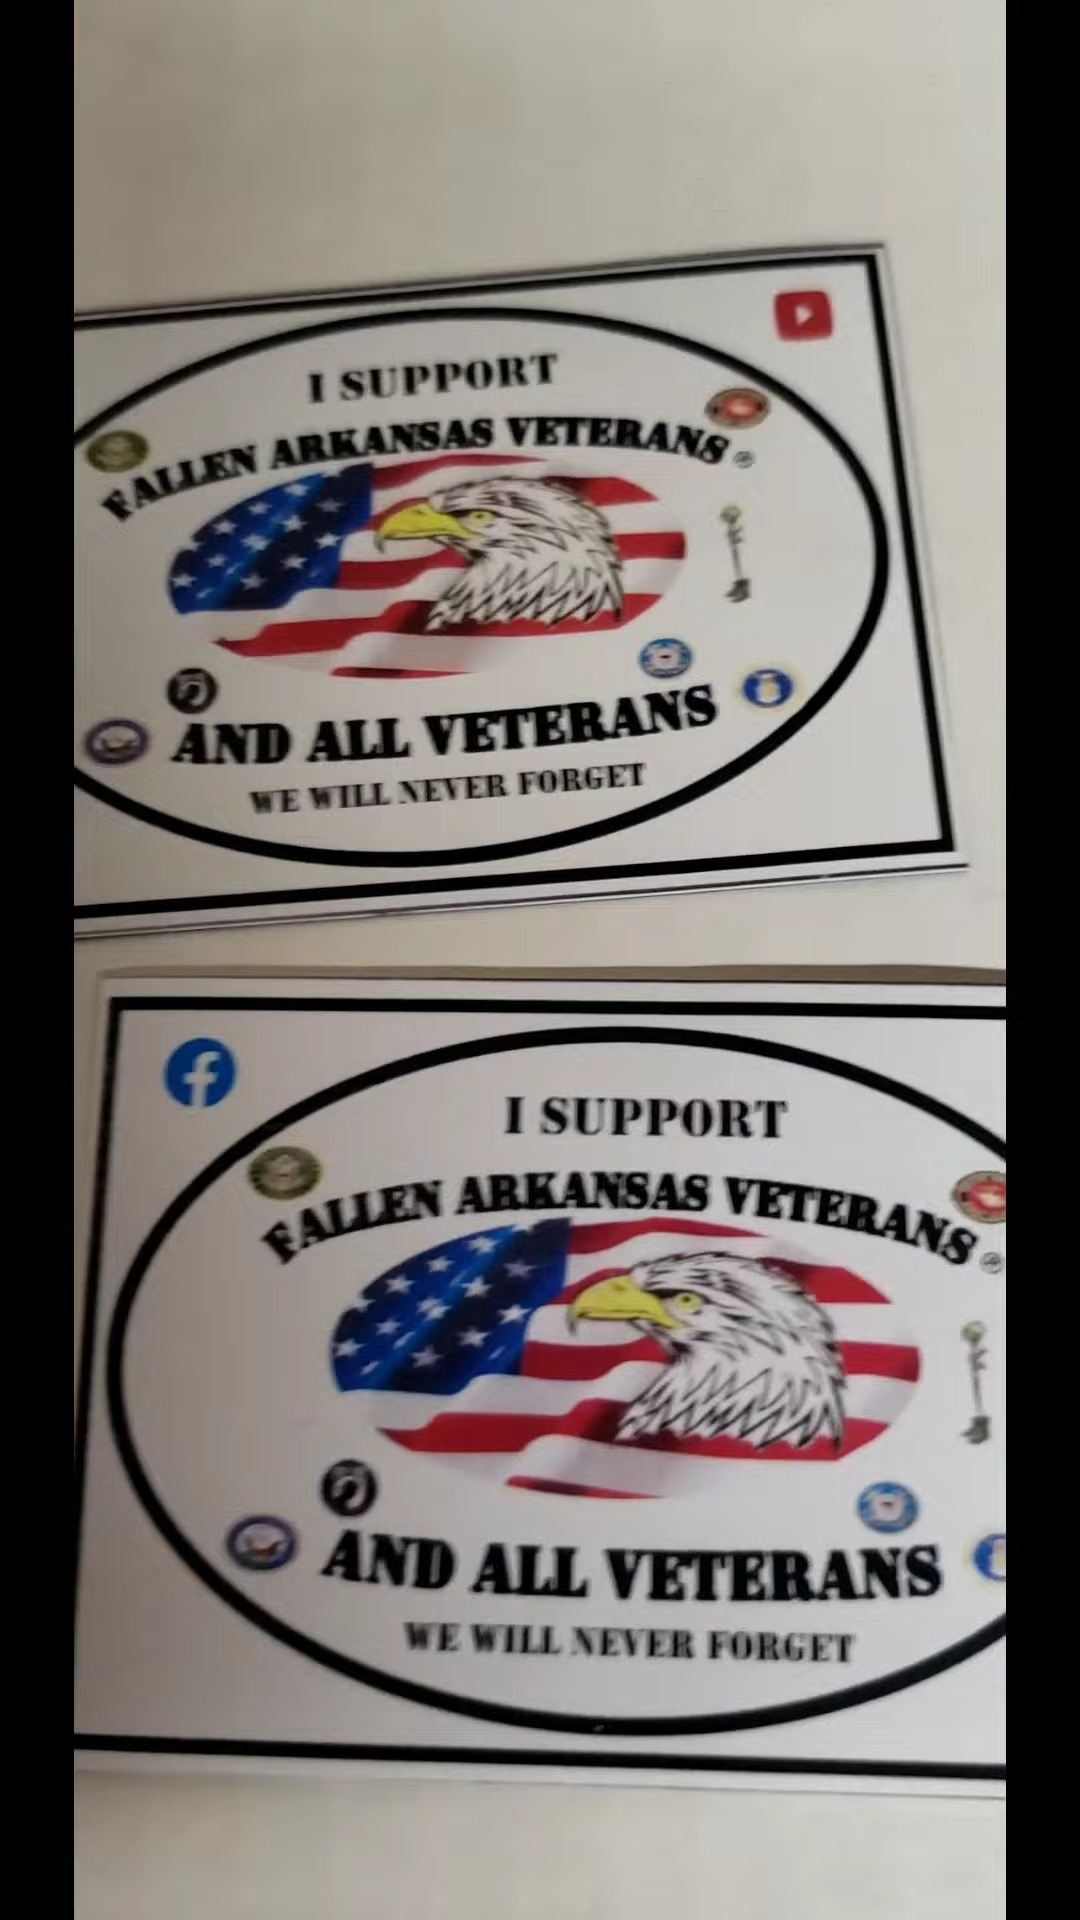 I SUPPORT
FALLEN ARKANSAS VETERANS ®
AND ALL VETERANS
WE WILL NEVER FORGET
I SUPPORT
FALLEN ARKANSAS VETERANS ®
AND ALL VETERANS
WE WILL NEVER FORGET